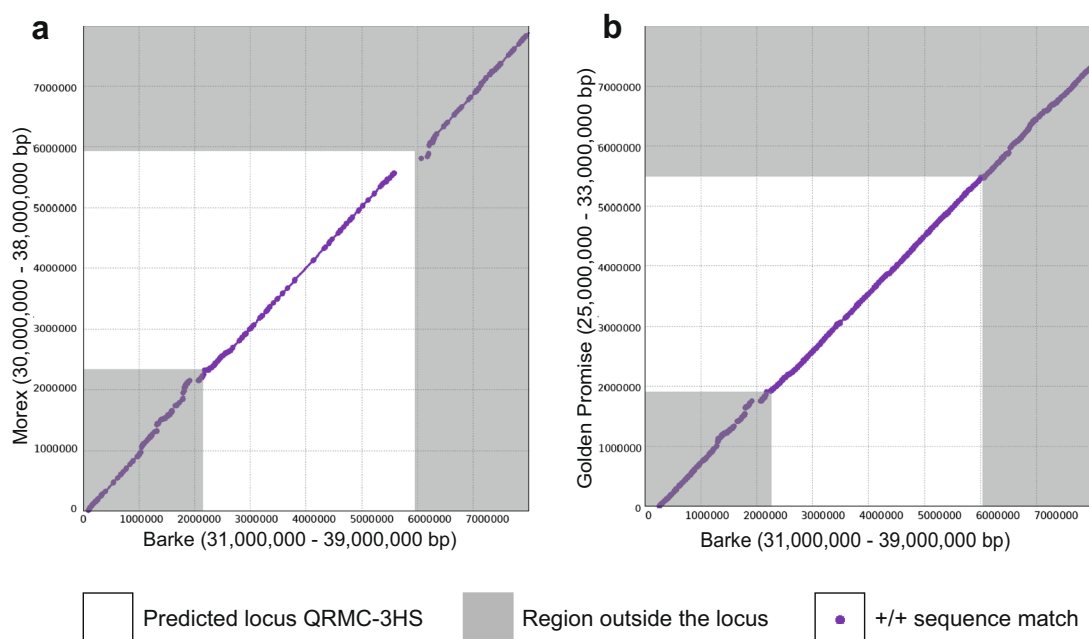 a
Morex (30,000,000 - 38,000,000 bp)
7000000
6000000
5000000
4000000
3000000
2000000
1000000
0
0 1000000 2000000 3000000 4000000 5000000 6000000 7000000
Barke (31,000,000 - 39,000,000 bp)
b
Golden Promise (25,000,000 - 33,000,000 bp)
7000000
6000000
5000000
4000000
3000000
2000000
1000000
0
0 1000000 2000000 3000000 4000000 5000000 6000000 7000000
Barke (31,000,000 - 39,000,000 bp)
Predicted locus QRMC-3HS
Region outside the locus
+/+ sequence match